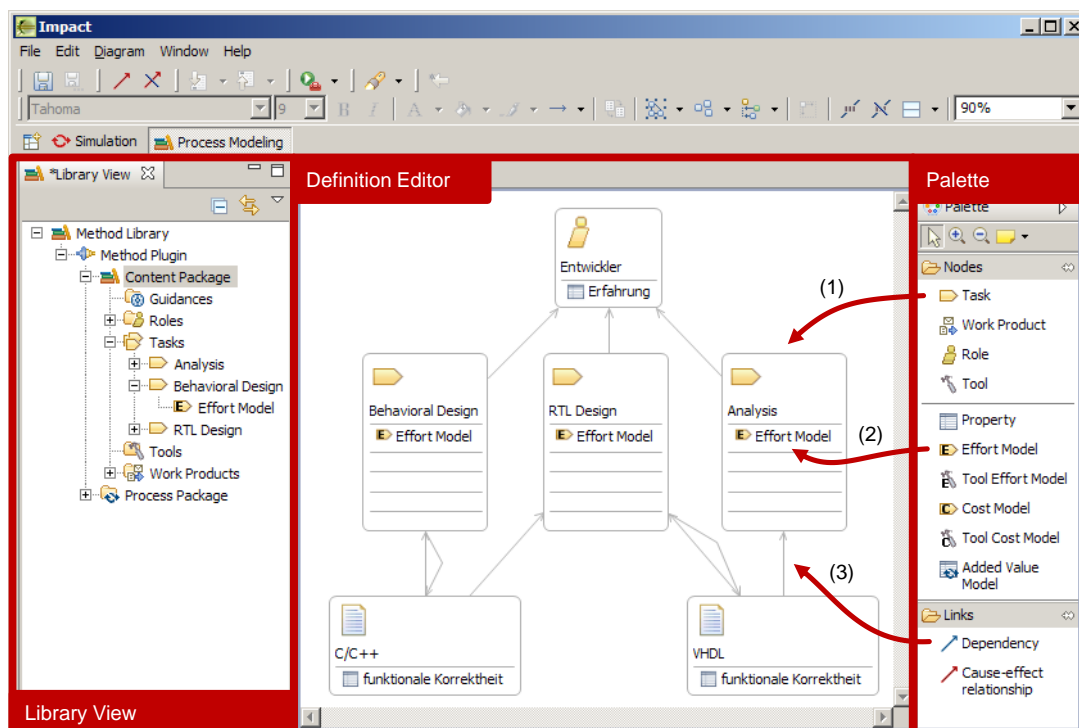 Impact
File Edit Diagram Window Help
Tahoma 9 B I A 90%
Simulation Process Modeling
*Library View
Method Library
Method Plugin
Content Package
Guidances
Roles
Tasks
Analysis
Behavioral Design
E Effort Model
RTL Design
Tools
Work Products
Process Package
Library View
Definition Editor
Entwickler
Erfahrung
(1)
Behavioral Design
E Effort Model
RTL Design
E Effort Model
Analysis
E Effort Model
(2)
(3)
C/C++
funktionale Korrektheit
VHDL
funktionale Korrektheit
Palette
Palette
Nodes
Task
Work Product
Role
Tool
Property
E Effort Model
E Tool Effort Model
C Cost Model
C Tool Cost Model
Added Value
Model
Links
Dependency
Cause-effect
relationship